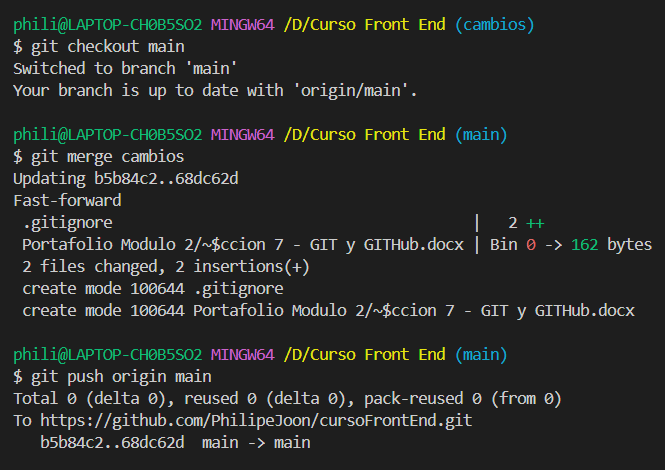 phili@LAPTOP-CH0B5SO2 MINGW64 /D/Curso Front End (cambios)
$ git checkout main
Switched to branch 'main'
Your branch is up to date with 'origin/main'.
phili@LAPTOP-CH0B5SO2 MINGW64 /D/Curso Front End (main)
$ git merge cambios
Updating b5b84c2..68dc62d
Fast-forward
.gitignore | 2 ++
Portafolio Modulo 2/~$ccion 7 - GIT y GITHub.docx | Bin 0 -> 162 bytes
2 files changed, 2 insertions(+)
create mode 100644 .gitignore
create mode 100644 Portafolio Modulo 2/~$ccion 7 - GIT y GITHub.docx
phili@LAPTOP-CH0B5SO2 MINGW64 /D/Curso Front End (main)
$ git push origin main
Total 0 (delta 0), reused 0 (delta 0), pack-reused 0 (from 0)
To https://github.com/PhilipeJoon/cursoFrontEnd.git
b5b84c2..68dc62d main -> main